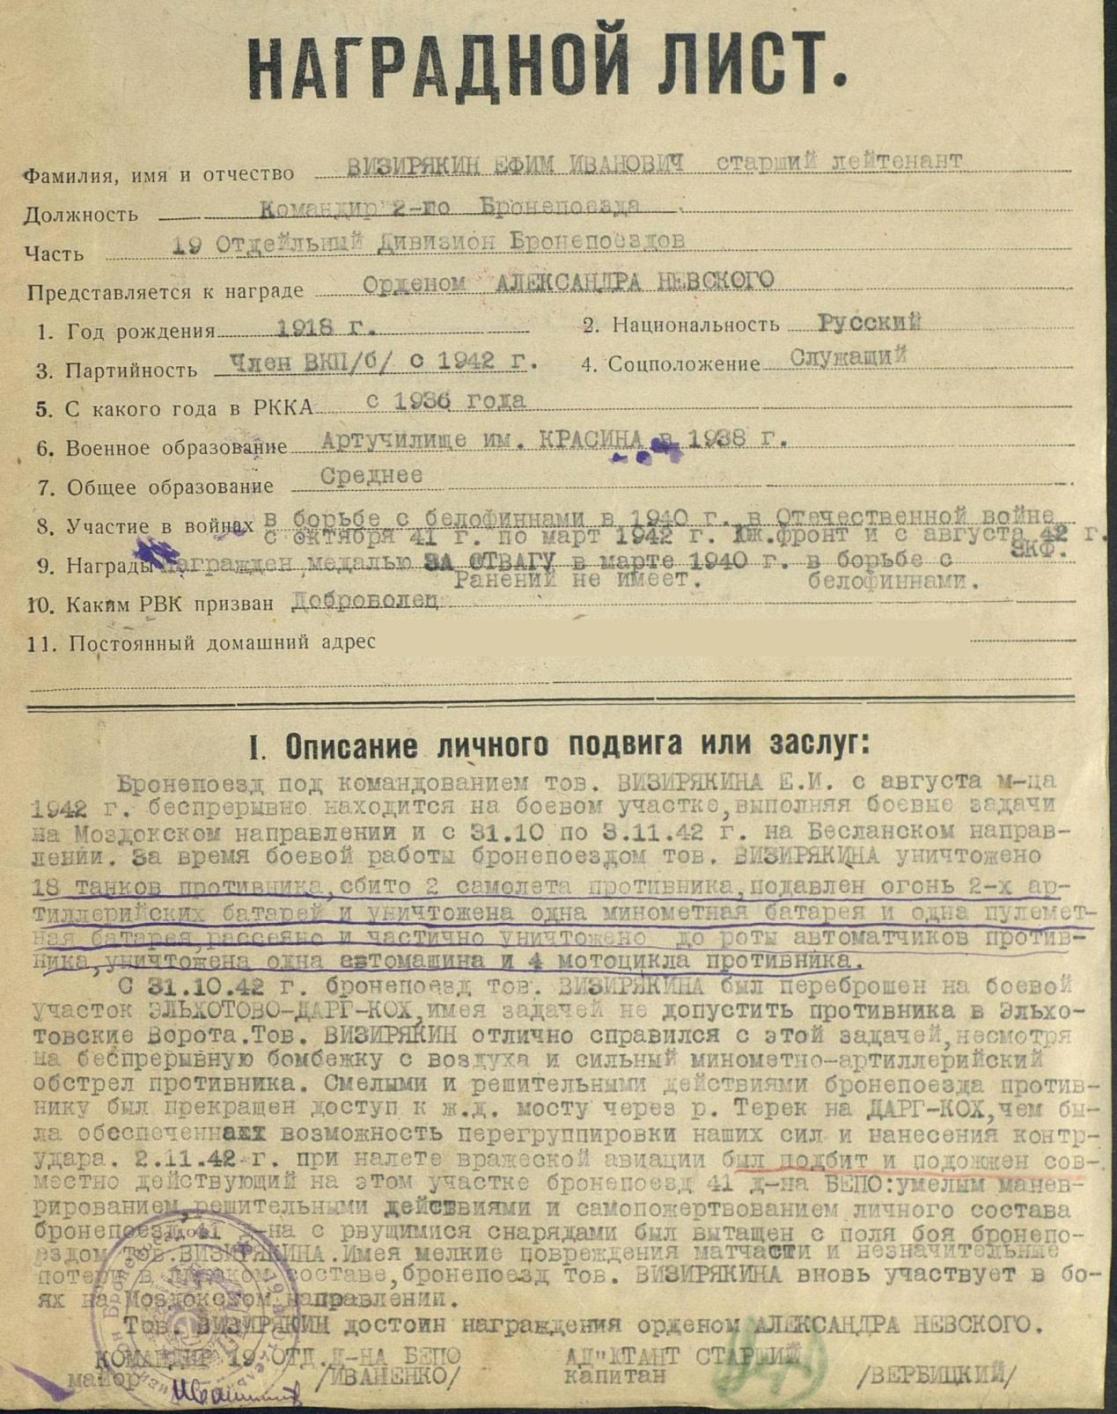 НАГРАДНОЙ ЛИСТ.
Фамилия, имя и отчество ВИЗИРЯКИН ЕФИМ ИВАНОВИЧ старший лейтенант
Должность Командир 2-го Бронепоезда
Часть 19 Отдейльный Дивизион Бронепоездов
Представляется к награде Орденом АЛЕКСАНДРА НЕВСКОГО
1. Год рождения 1918 г. 2. Национальность Русский
3. Партийность Член ВКП/б/ с 1942 г. 4. Соцположение Служащий
5. С какого года в РККА с 1936 года
6. Военное образование Артучилище им. КРАСИНА в 1938 г.
7. Общее образование Среднее
8. Участие в войнах в борьбе с белофиннами в 1940 г. в Отечественной войне
с октября 41 г. по март 1942 г. Юж.фронт и с августа 42 г.
ЗКФ.
9. Награды Награжден медалью ЗА ОТВАГУ в марте 1940 г. в борьбе с
Ранений не имеет. белофиннами.
10. Каким РВК призван Доброволец
11. Постоянный домашний адрес
I. Описание личного подвига или заслуг:
Бронепоезд под командованием тов. ВИЗИРЯКИНА Е.И. с августа м-ца
1942 г. беспрерывно находится на боевом участке,выполняя боевые задачи
на Моздокском направлении и с 31.10 по 3.11.42 г. на Бесланском направ-
лении. За время боевой работы бронепоездом тов. ВИЗИРЯКИНА уничтожено
18 танков противника,сбито 2 самолета противника,подавлен огонь 2-х ар-
тиллерийских батарей и уничтожена одна минометная батарея и одна пулемет-
ная батарея,рассеяно и частично уничтожено до роты автоматчиков против-
ника,уничтожена одна автомашина и 4 мотоцикла противника.
С 31.10.42 г. бронепоезд тов. ВИЗИРЯКИНА был переброшен на боевой
участок ЭЛЬХОТОВО-ДАРГ-КОХ,имея задачей не допустить противника в Эльхо-
товские Ворота.Тов. ВИЗИРЯКИН отлично справился с этой задачей,несмотря
на беспрерывную бомбежку с воздуха и сильный минометно-артиллерийский
обстрел противника. Смелыми и решительными действиями бронепоезда против-
нику был прекращен доступ к ж.д. мосту через р. Терек на ДАРГ-КОХ,чем бы-
ла обеспечен возможность перегруппировки наших сил и нанесения контр-
удара. 2.11.42 г. при налете вражеской авиации был подбит и подожжен сов-
местно действующий на этом участке бронепоезд 41 д-на БЕПО:умелым манев-
рированием,решительными действиями и самопожертвованием личного состава
бронепоезд 41 д-на с рвущимися снарядами был вытащен с поля боя бронепо-
ездом тов.ВИЗИРЯКИНА.Имея мелкие повреждения матчасти и незначительные
потери в личном составе,бронепоезд тов. ВИЗИРЯКИНА вновь участвует в бо-
ях на Моздокском направлении.
Тов. ВИЗИРЯКИН достоин награждения орденом АЛЕКСАНДРА НЕВСКОГО.
КОМАНДИР 19 ОТД.Д-НА БЕПО АД"ЮТАНТ СТАРШИЙ
майор /ИВАНЕНКО/ капитан /ВЕРБИЦКИЙ/